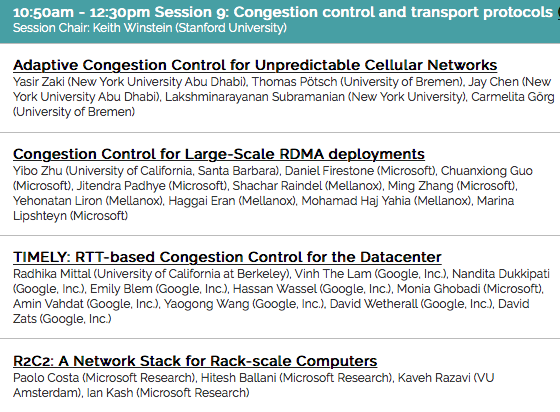 10:50am - 12:30pm Session 9: Congestion control and transport protocols
Session Chair: Keith Winstein (Stanford University)
Adaptive Congestion Control for Unpredictable Cellular Networks
Yasir Zaki (New York University Abu Dhabi), Thomas Pötsch (University of Bremen), Jay Chen (New
York University Abu Dhabi), Lakshminarayanan Subramanian (New York University), Carmelita Görg
(University of Bremen)
Congestion Control for Large-Scale RDMA deployments
Yibo Zhu (University of California, Santa Barbara), Daniel Firestone (Microsoft), Chuanxiong Guo
(Microsoft), Jitendra Padhye (Microsoft), Shachar Raindel (Mellanox), Ming Zhang (Microsoft),
Yehonatan Liron (Mellanox), Haggai Eran (Mellanox), Mohamad Haj Yahia (Mellanox), Marina
Lipshteyn (Microsoft)
TIMELY: RTT-based Congestion Control for the Datacenter
Radhika Mittal (University of California at Berkeley), Vinh The Lam (Google, Inc.), Nandita Dukkipati
(Google, Inc.), Emily Blem (Google, Inc.), Hassan Wassel (Google, Inc.), Monia Ghobadi (Microsoft),
Amin Vahdat (Google, Inc.), Yaogong Wang (Google, Inc.), David Wetherall (Google, Inc.), David
Zats (Google, Inc.)
R2C2: A Network Stack for Rack-scale Computers
Paolo Costa (Microsoft Research), Hitesh Ballani (Microsoft Research), Kaveh Razavi (VU
Amsterdam), Ian Kash (Microsoft Research)